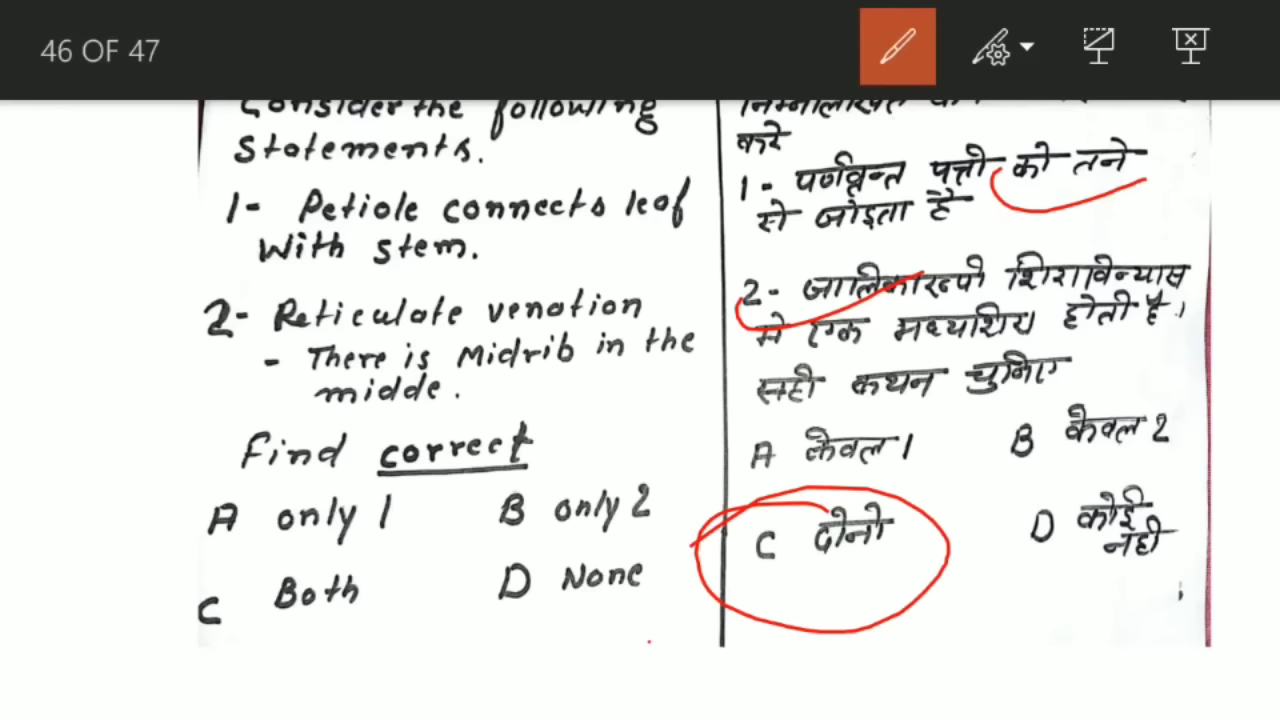 46 OF 47
Consider the following
Statements.
1- Petiole connects leaf
With stem.
2- Reticulate venation
- There is Midrib in the
midde.
Find correct
A only 1 B only 2
C Both D None
करे
1- पर्णवृन्त पत्ती को तने
से जोड़ता है
2- जालिकारूपी शिराविन्यास
मे एक मध्यशिरा होती है।
सही कथन चुनिए
A केवल 1 B केवल 2
C दोनो D कोई
नही